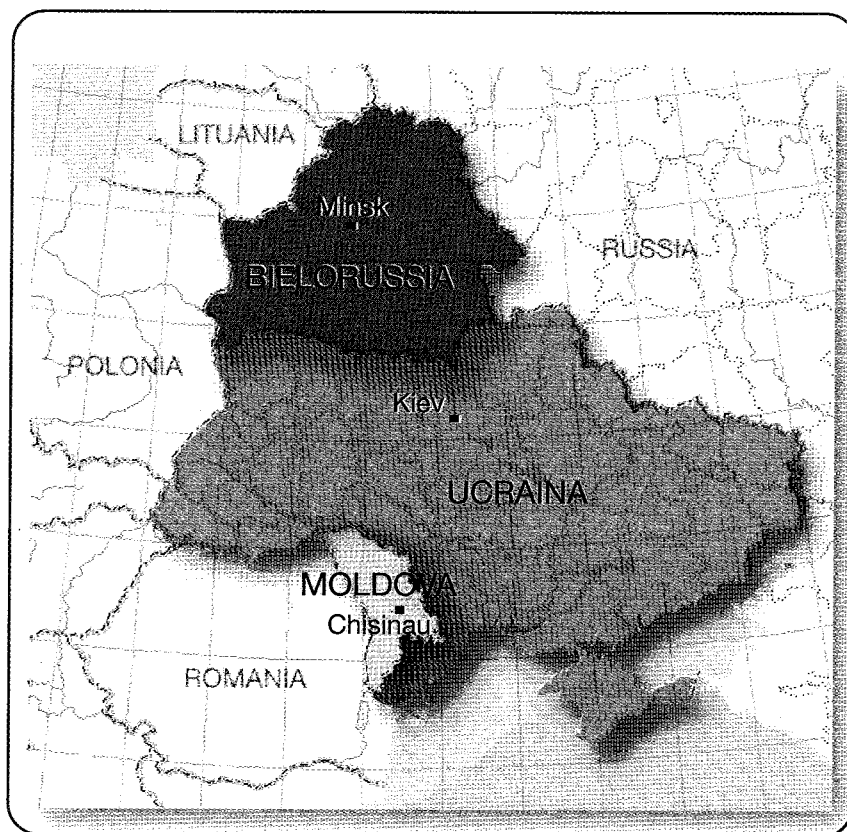 LITUANIA
Minsk
BIELORUSSIA
RUSSIA
POLONIA
Kiev
UCRAINA
MOLDOVA
Chisinau
ROMANIA